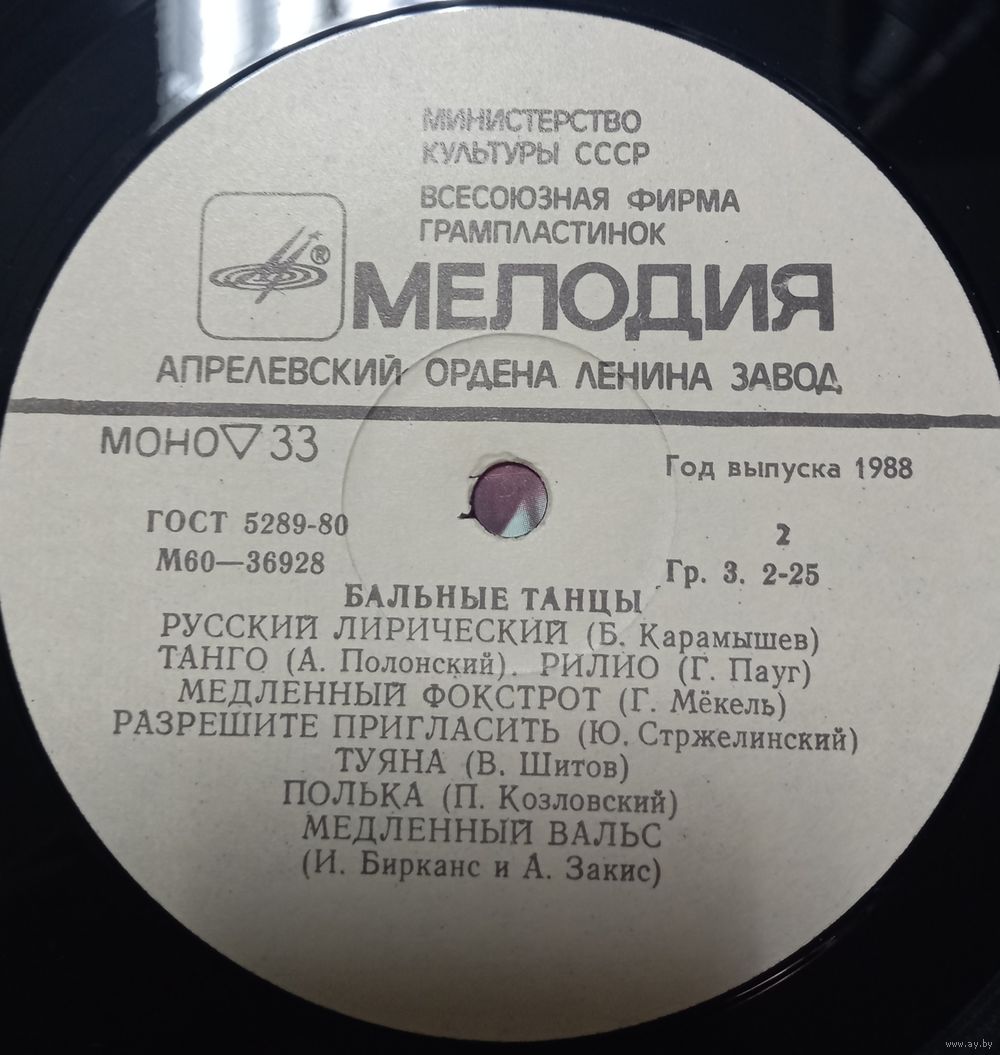 МИНИСТЕРСТВО
КУЛЬТУРЫ СССР
ВСЕСОЮЗНАЯ ФИРМА
ГРАМПЛАСТИНОК
®
МЕЛОДИЯ
АПРЕЛЕВСКИЙ ОРДЕНА ЛЕНИНА ЗАВОД
МОНО▽33
Год выпуска 1988
ГОСТ 5289-80
2
М60—36928
Гр. 3. 2-25
БАЛЬНЫЕ ТАНЦЫ
РУССКИЙ ЛИРИЧЕСКИЙ (Б. Карамышев)
ТАНГО (А. Полонский). РИЛИО (Г. Пауг)
МЕДЛЕННЫЙ ФОКСТРОТ (Г. Мёкель)
РАЗРЕШИТЕ ПРИГЛАСИТЬ (Ю. Стржелинский)
ТУЯНА (В. Шитов)
ПОЛЬКА (П. Козловский)
МЕДЛЕННЫЙ ВАЛЬС
(И. Бирканс и А. Закис)
www.ay.by